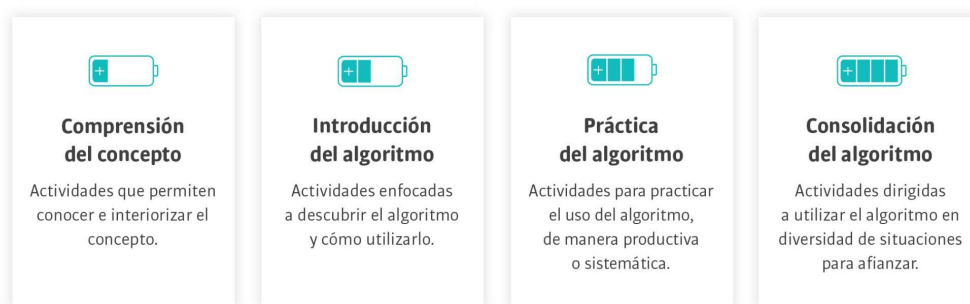 Comprensión
del concepto
Actividades que permiten
conocer e interiorizar el
concepto.
Introducción
del algoritmo
Actividades enfocadas
a descubrir el algoritmo
y cómo utilizarlo.
Práctica
del algoritmo
Actividades para practicar
el uso del algoritmo,
de manera productiva
o sistemática.
Consolidación
del algoritmo
Actividades dirigidas
a utilizar el algoritmo en
diversidad de situaciones
para afianzar.